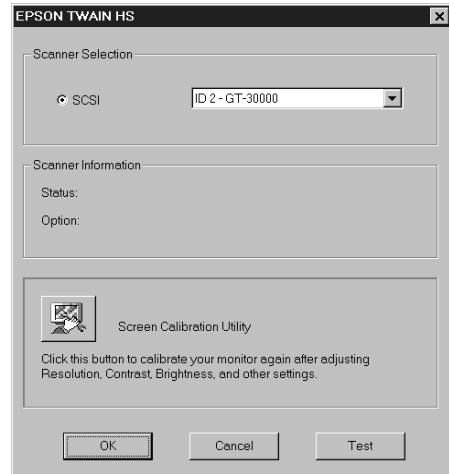 EPSON TWAIN HS
Scanner Selection
SCSI
ID 2 - GT-30000
Scanner Information
Status:
Option:
Screen Calibration Utility
Click this button to calibrate your monitor again after adjusting
Resolution, Contrast, Brightness, and other settings.
OK Cancel Test